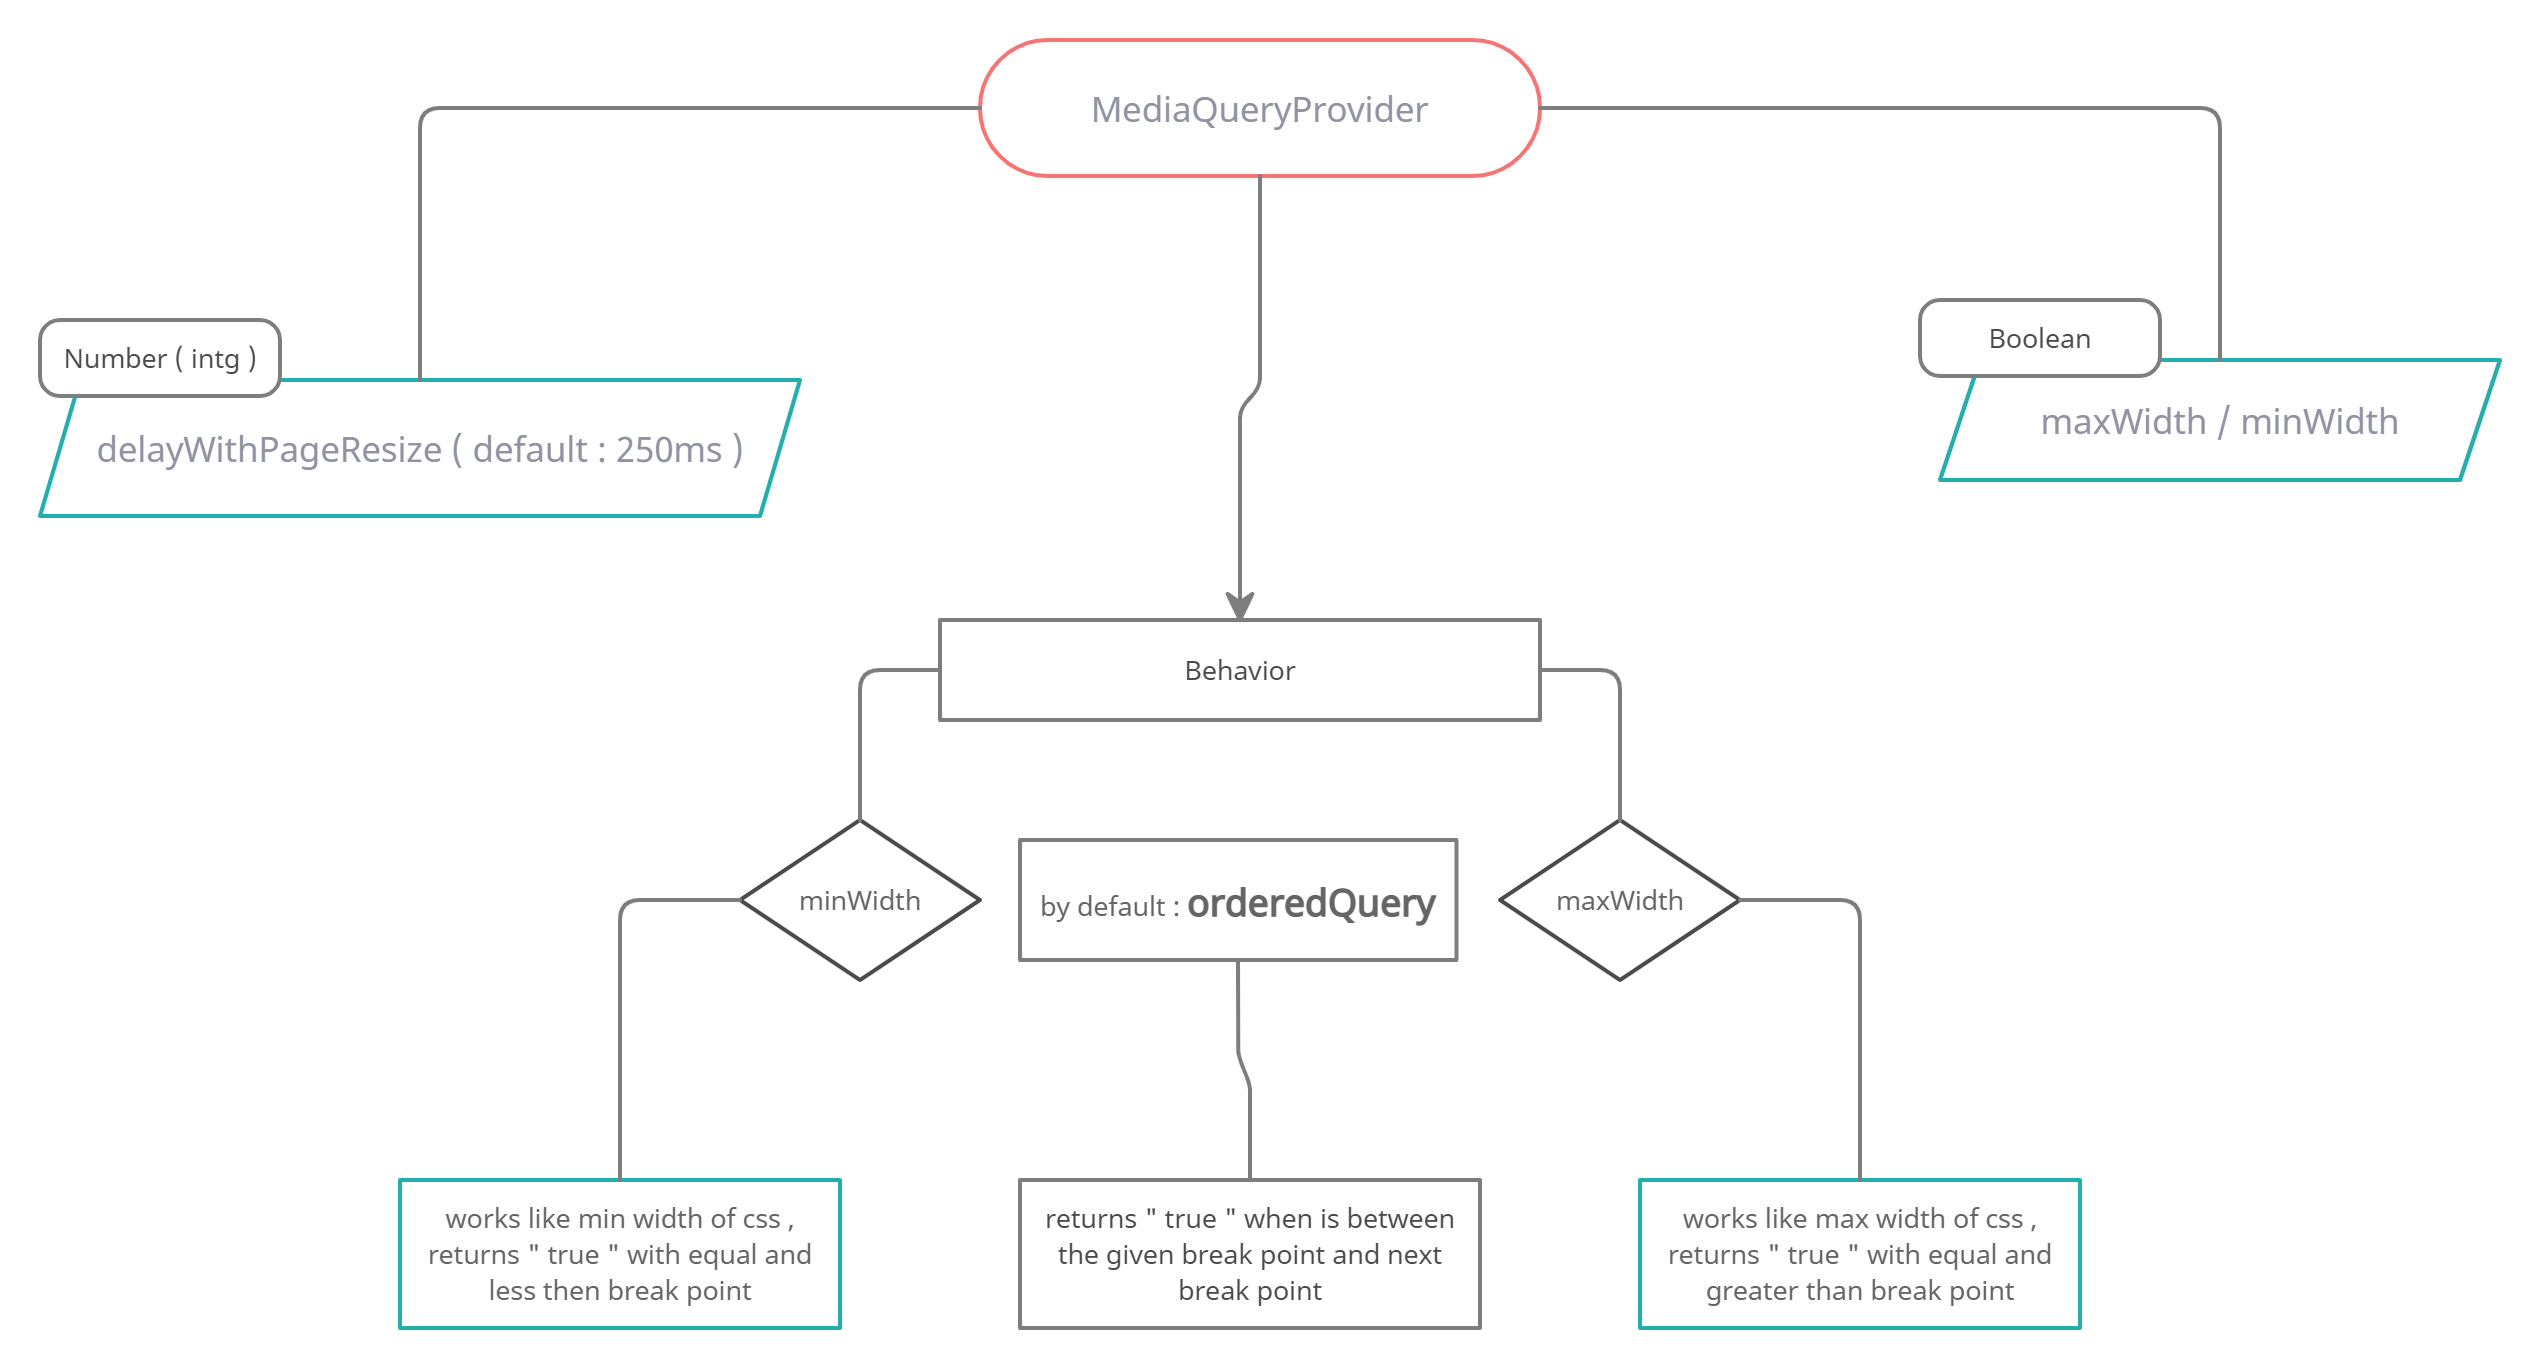 MediaQueryProvider
Number ( intg )
delayWithPageResize ( default : 250ms )
Boolean
maxWidth / minWidth
Behavior
minWidth
by default : orderedQuery
maxWidth
works like min width of css ,
returns " true " with equal and
less then break point
returns " true " when is between
the given break point and next
break point
works like max width of css ,
returns " true " with equal and
greater than break point